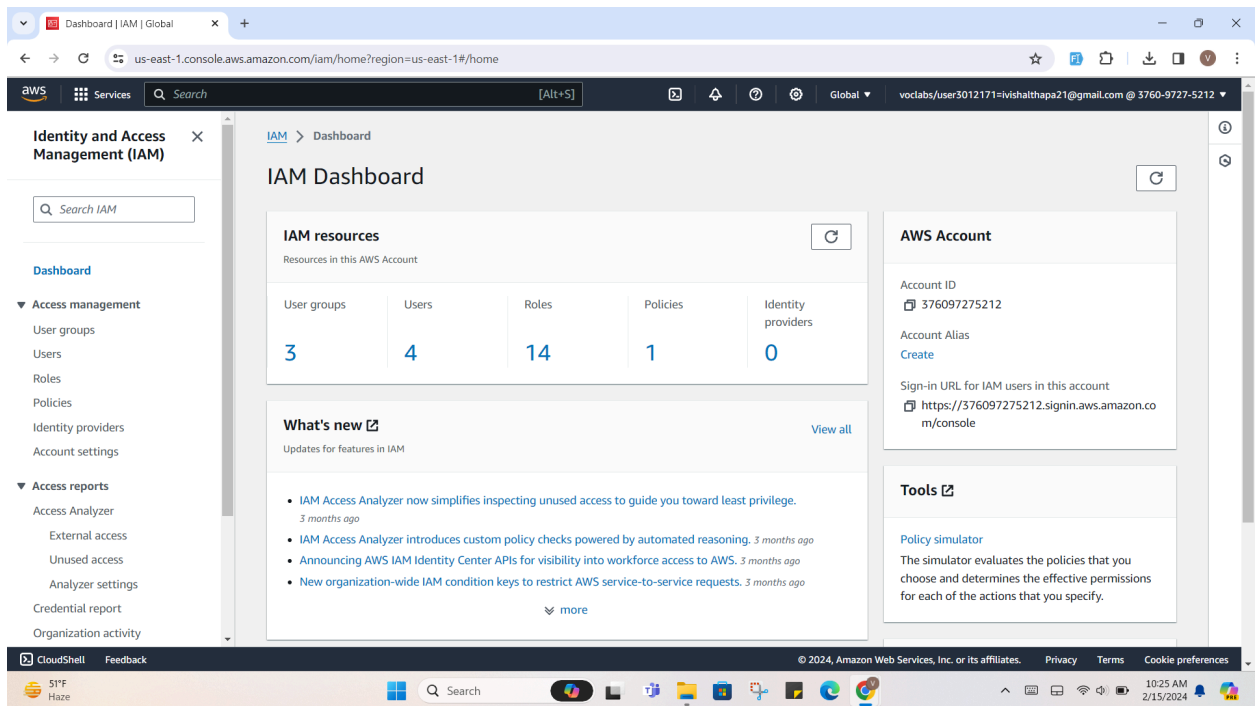 Dashboard | IAM | Global
us-east-1.console.aws.amazon.com/iam/home?region=us-east-1#/home
V
aws
Services
Search
[Alt+S]
Global
voclabs/user3012171=ivishalthapa21@gmail.com @ 3760-9727-5212
Identity and Access
Management (IAM)
Search IAM
Dashboard
Access management
User groups
Users
Roles
Policies
Identity providers
Account settings
Access reports
Access Analyzer
External access
Unused access
Analyzer settings
Credential report
Organization activity
IAM > Dashboard
IAM Dashboard
IAM resources
Resources in this AWS Account
User groups
3
Users
4
Roles
14
Policies
1
Identity
providers
0
What's new
View all
Updates for features in IAM
IAM Access Analyzer now simplifies inspecting unused access to guide you toward least privilege.
3 months ago
IAM Access Analyzer introduces custom policy checks powered by automated reasoning. 3 months ago
Announcing AWS IAM Identity Center APIs for visibility into workforce access to AWS. 3 months ago
New organization-wide IAM condition keys to restrict AWS service-to-service requests. 3 months ago
more
AWS Account
Account ID
376097275212
Account Alias
Create
Sign-in URL for IAM users in this account
https://376097275212.signin.aws.amazon.co
m/console
Tools
Policy simulator
The simulator evaluates the policies that you
choose and determines the effective permissions
for each of the actions that you specify.
CloudShell
Feedback
© 2024, Amazon Web Services, Inc. or its affiliates.
Privacy
Terms
Cookie preferences
51°F
Haze
Search
V
10:25 AM
2/15/2024
PRE